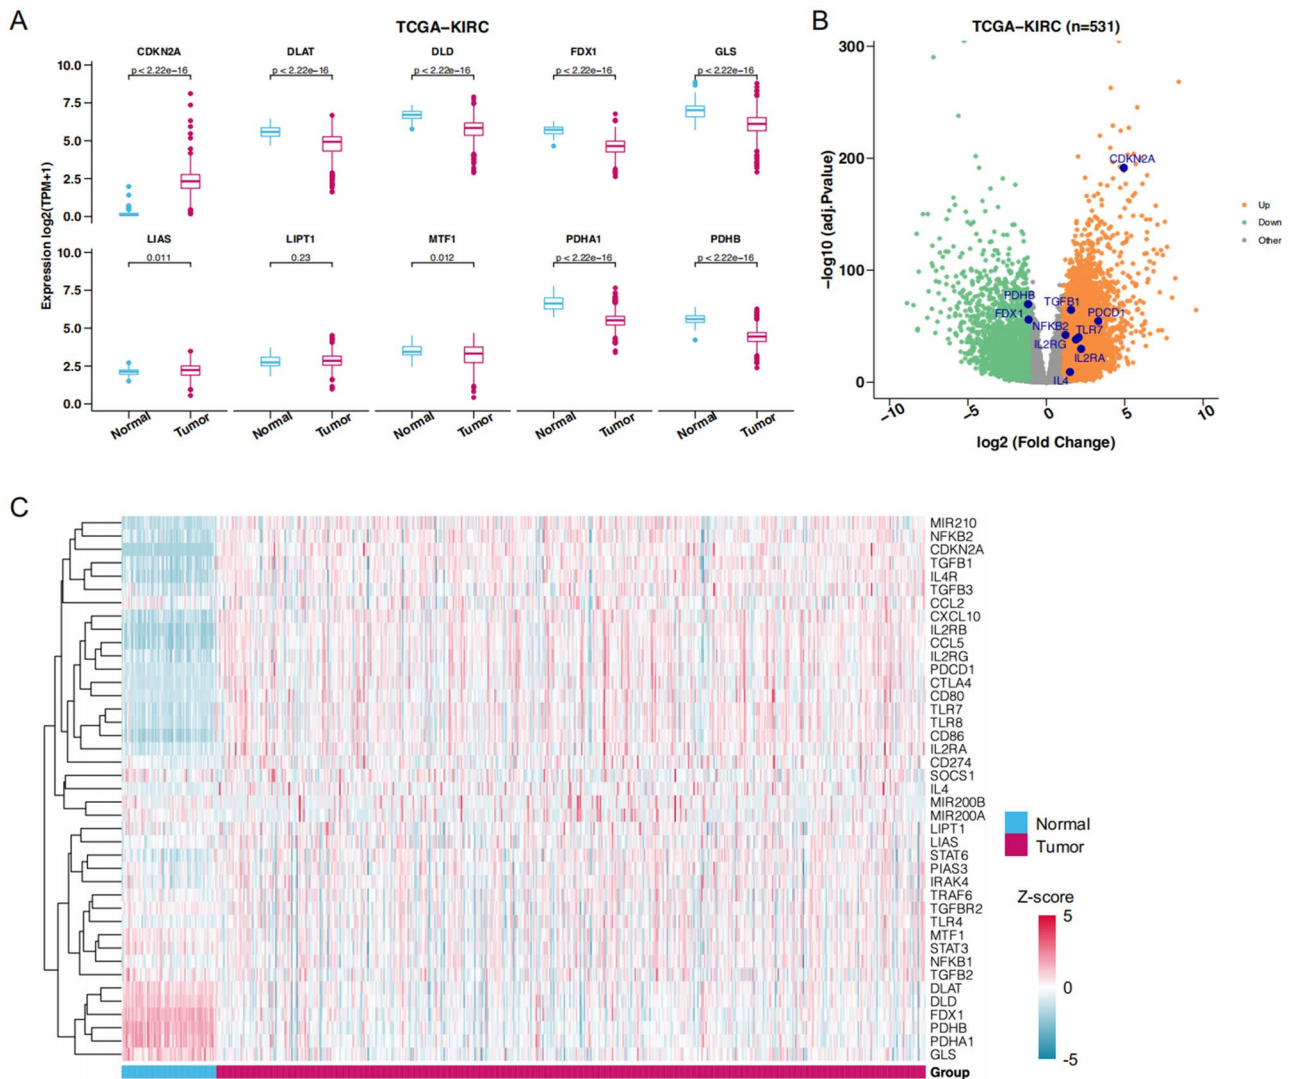 A
TCGA–KIRC
CDKN2A
DLAT
DLD
FDX1
GLS
p < 2.22e−16
p < 2.22e−16
p < 2.22e−16
p < 2.22e−16
p < 2.22e−16
10.0
7.5
5.0
2.5
0.0
Expression log2(TPM+1)
LIAS
LIPT1
MTF1
PDHA1
PDHB
0.011
0.23
0.012
p < 2.22e−16
p < 2.22e−16
10.0
7.5
5.0
2.5
0.0
Normal
Tumor
Normal
Tumor
Normal
Tumor
Normal
Tumor
Normal
Tumor
B
TCGA–KIRC (n=531)
300
200
100
0
−log10 (adj.Pvalue)
CDKN2A
PDHB
TGFB1
FDX1
PDCD1
NFKB2
TLR7
IL2RG
IL2RA
IL4
−10
−5
0
5
10
log2 (Fold Change)
Up
Down
Other
C
MIR210
NFKB2
CDKN2A
TGFB1
IL4R
TGFB3
CCL2
CXCL10
IL2RB
CCL5
IL2RG
PDCD1
CTLA4
CD80
TLR7
TLR8
CD86
IL2RA
CD274
SOCS1
IL4
MIR200B
MIR200A
LIPT1
LIAS
STAT6
PIAS3
IRAK4
TRAF6
TGFBR2
TLR4
MTF1
STAT3
NFKB1
TGFB2
DLAT
DLD
FDX1
PDHB
PDHA1
GLS
Group
Normal
Tumor
Z-score
5
0
-5